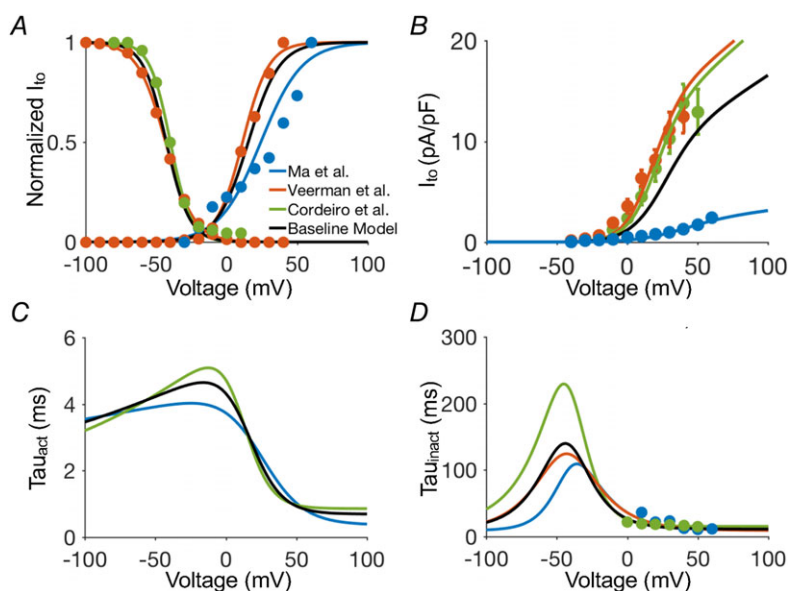 A
Normalized Ito
1
0.5
0
-100
-50
0
50
100
Voltage (mV)
Ma et al.
Veerman et al.
Cordeiro et al.
Baseline Model
B
Ito (pA/pF)
20
10
0
-100
-50
0
50
100
Voltage (mV)
C
Tauact (ms)
6
4
2
0
-100
-50
0
50
100
Voltage (mV)
D
Tauinact (ms)
300
200
100
0
-100
-50
0
50
100
Voltage (mV)